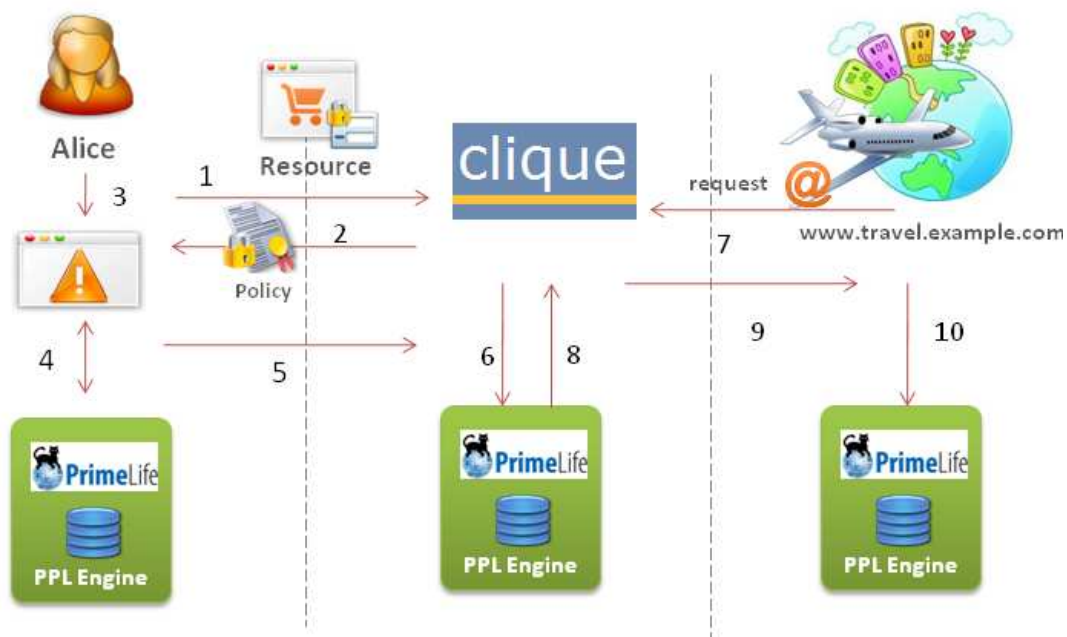 Alice
3
1
Resource
clique
request
@
www.travel.example.com
7
2
Policy
4
5
6
8
9
10
PrimeLife
PPL Engine
PrimeLife
PPL Engine
PrimeLife
PPL Engine